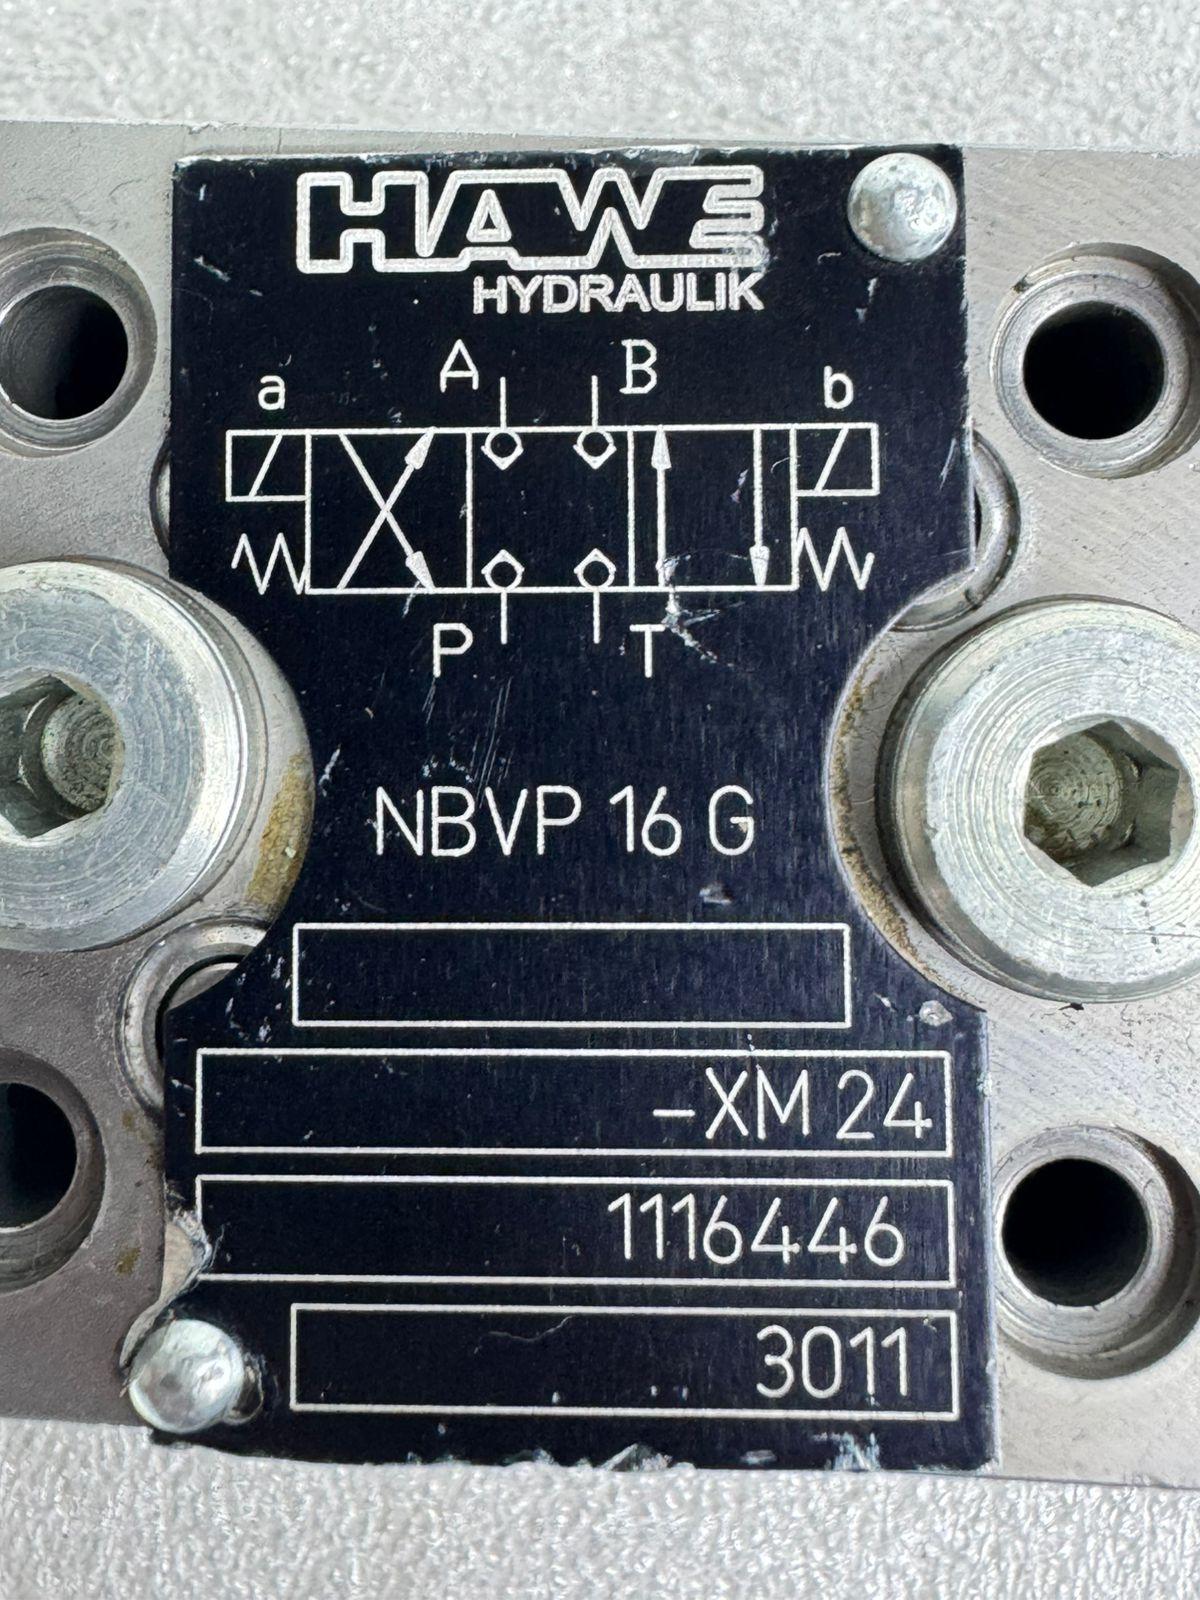 HAWE
HYDRAULIK
a A B b
P T
NBVP 16 G
-XM 24
1116446
3011